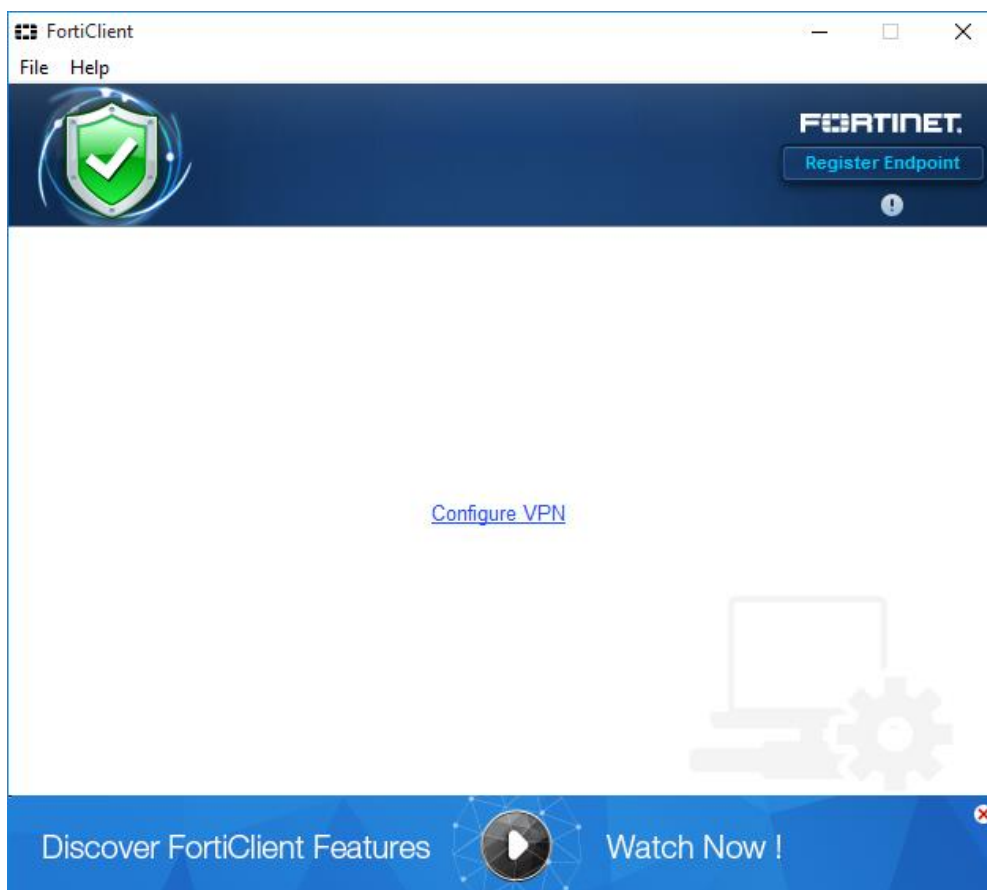 FortiClient
File Help
FORTINET.
Register Endpoint
Configure VPN
Discover FortiClient Features Watch Now !